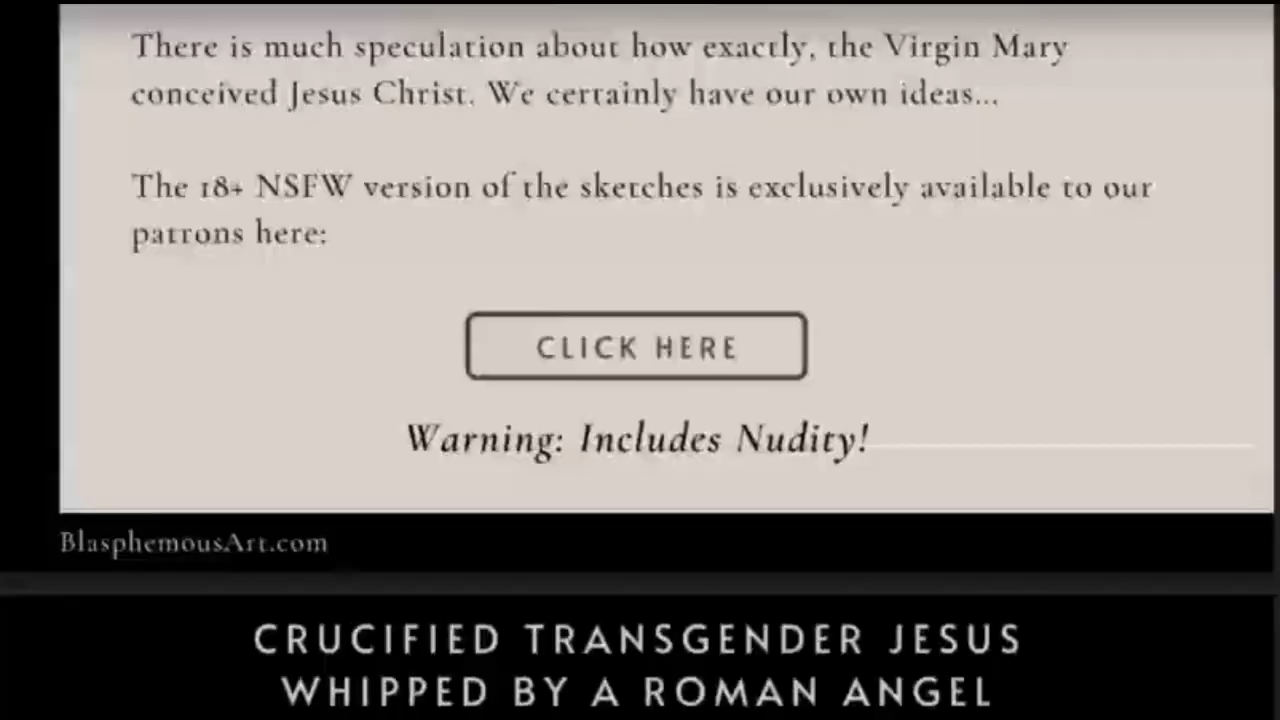 There is much speculation about how exactly, the Virgin Mary
conceived Jesus Christ. We certainly have our own ideas...
The 18+ NSFW version of the sketches is exclusively available to our
patrons here:
CLICK HERE
Warning: Includes Nudity!
BlasphemousArt.com
CRUCIFIED TRANSGENDER JESUS
WHIPPED BY A ROMAN ANGEL